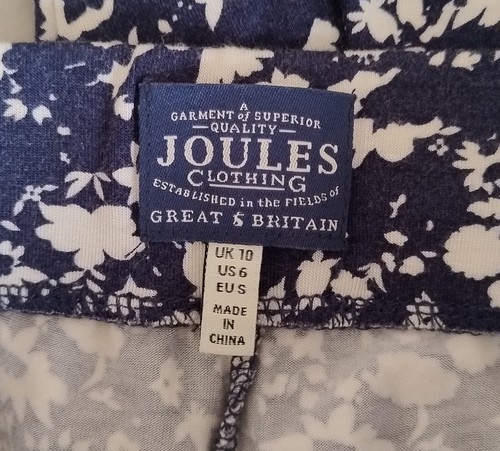 A
GARMENT of SUPERIOR
QUALITY
JOULES
CLOTHING
ESTABLISHED in the FIELDS of
GREAT BRITAIN
UK 10
US 6
EU S
MADE
IN
CHINA